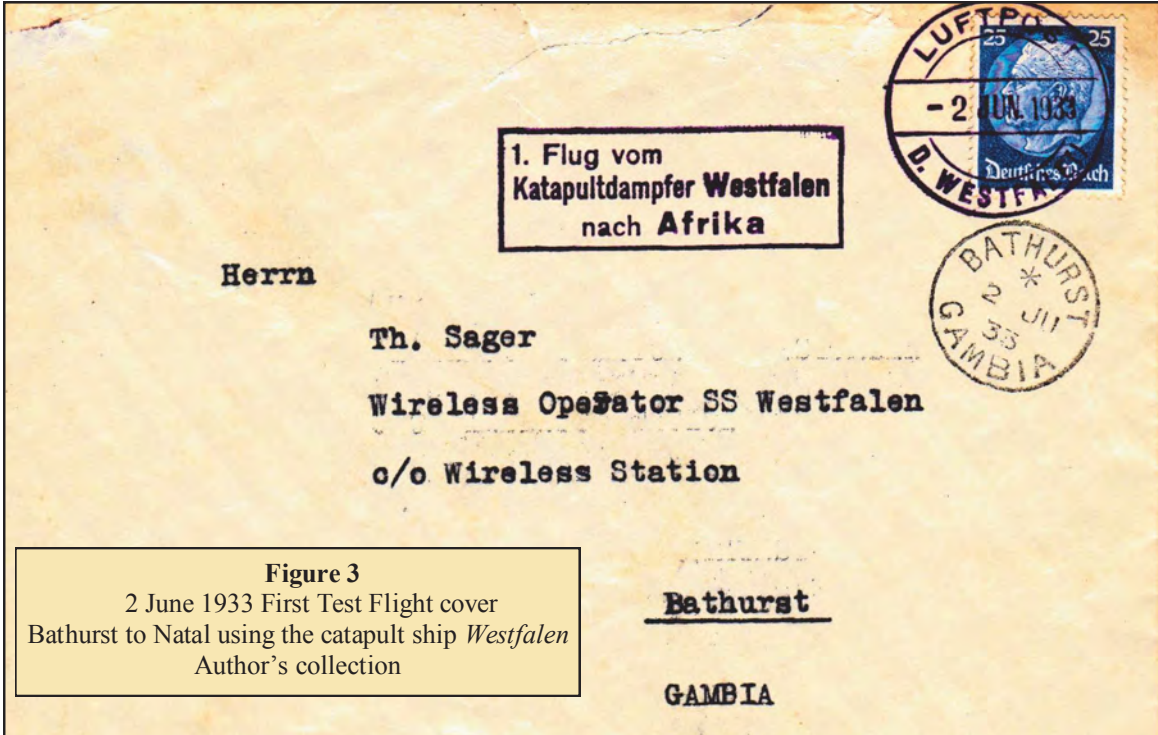 LUFTPOST
25 25
- 2 JUN. 1933
Deutsches Reich
D. WESTFALEN
1. Flug vom
Katapultdampfer Westfalen
nach Afrika
BATHURST
*
2 JU
33
GAMBIA
Herrn
Th. Sager
Wireless Operator SS Westfalen
c/o Wireless Station
Bathurst
GAMBIA
Figure 3
2 June 1933 First Test Flight cover
Bathurst to Natal using the catapult ship Westfalen
Author's collection